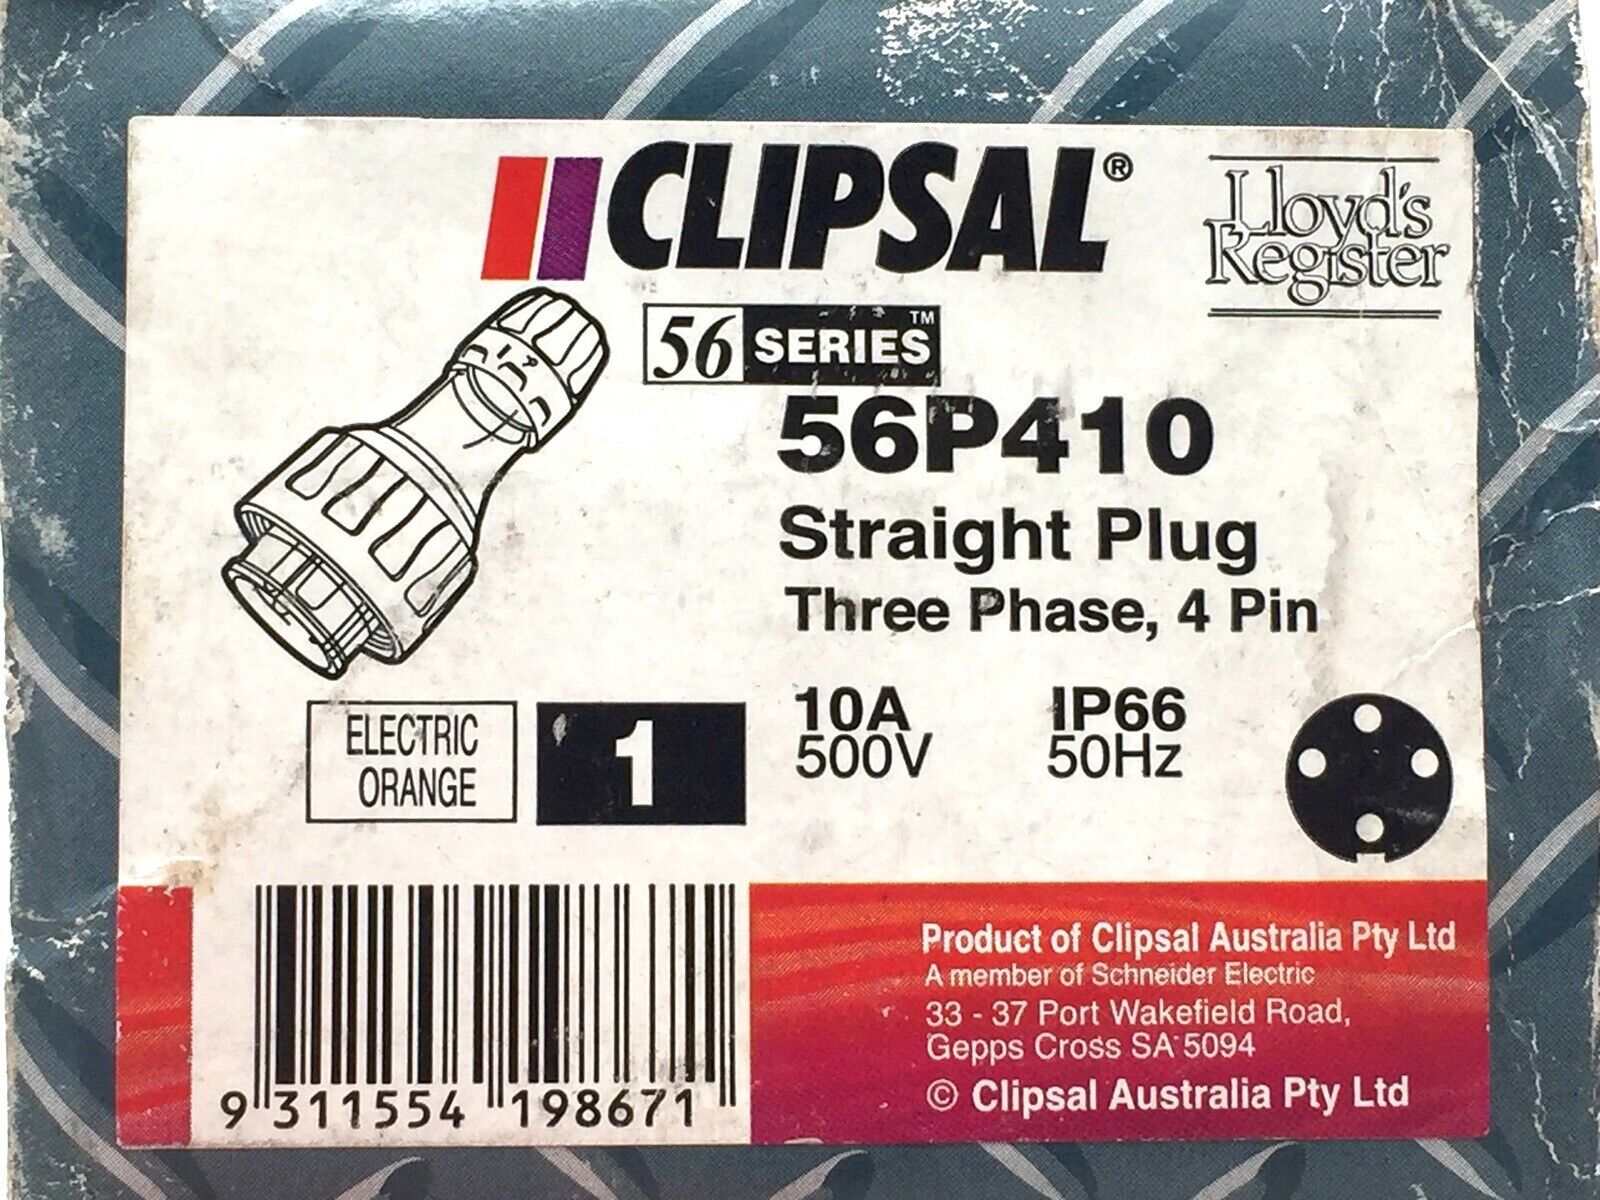 CLIPSAL®
Lloyd's
Register
56 SERIES™
56P410
Straight Plug
Three Phase, 4 Pin
ELECTRIC
ORANGE
1
10A IP66
500V 50Hz
Product of Clipsal Australia Pty Ltd
A member of Schneider Electric
33 - 37 Port Wakefield Road,
Gepps Cross SA 5094
© Clipsal Australia Pty Ltd
9 311554 198671